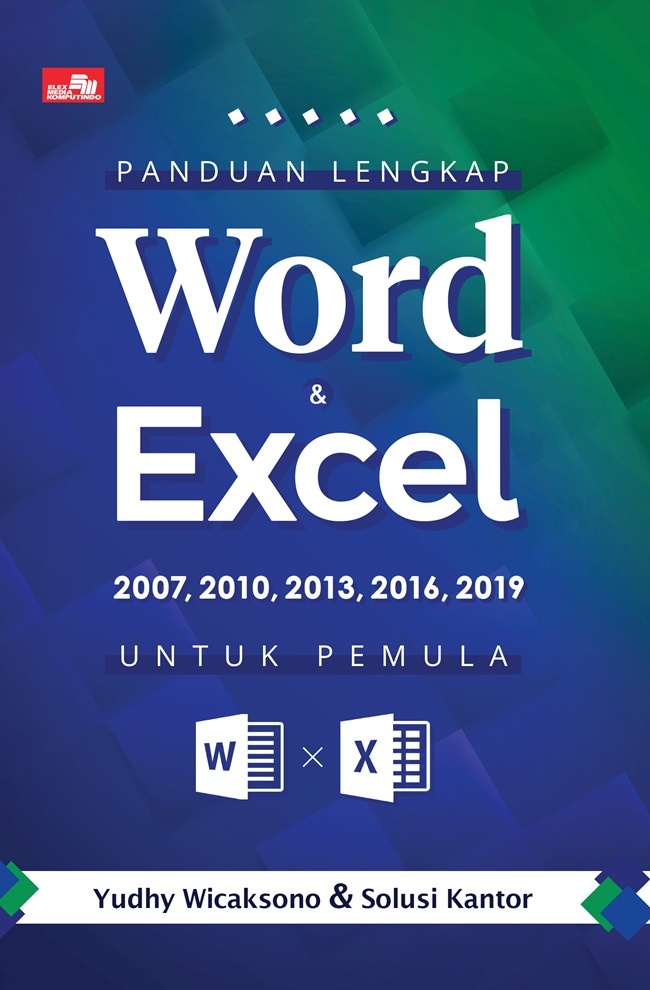 ELEX
MEDIA
KOMPUTINDO
PANDUAN LENGKAP
Word
&
Excel
2007, 2010, 2013, 2016, 2019
UNTUK PEMULA
W × X
Yudhy Wicaksono & Solusi Kantor